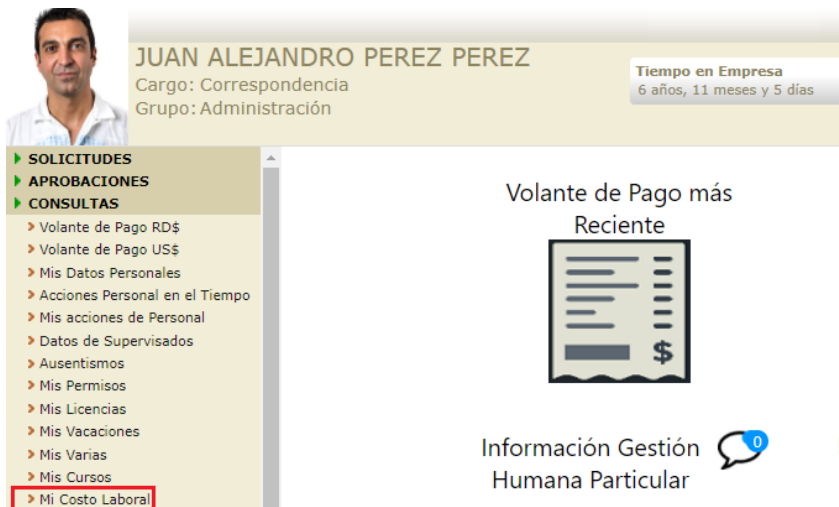 JUAN ALEJANDRO PEREZ PEREZ
Cargo: Correspondencia
Grupo: Administración
Tiempo en Empresa
6 años, 11 meses y 5 días
SOLICITUDES
APROBACIONES
CONSULTAS
Volante de Pago RD$
Volante de Pago US$
Mis Datos Personales
Acciones Personal en el Tiempo
Mis acciones de Personal
Datos de Supervisados
Ausentismos
Mis Permisos
Mis Licencias
Mis Vacaciones
Mis Varias
Mis Cursos
Mi Costo Laboral
Volante de Pago más
Reciente
$
Información Gestión
Humana Particular
0